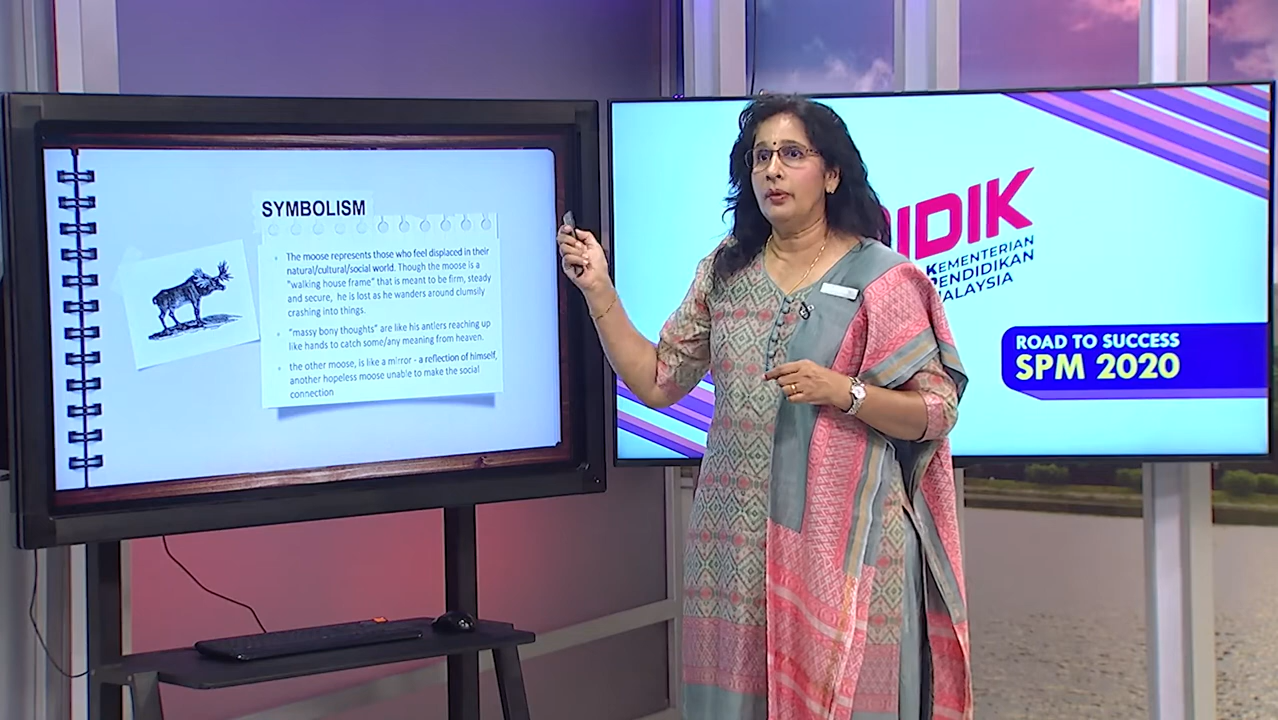 SYMBOLISM
The moose represents those who feel displaced in their
natural/cultural/social world. Though the moose is a
"walking house frame" that is meant to be firm, steady
and secure, he is lost as he wanders around clumsily
crashing into things.
"massy bony thoughts" are like his antlers reaching up
like hands to catch some/any meaning from heaven.
the other moose, is like a mirror - a reflection of himself,
another hopeless moose unable to make the social
connection
IDIK
KEMENTERIAN
PENDIDIKAN
MALAYSIA
ROAD TO SUCCESS
SPM 2020